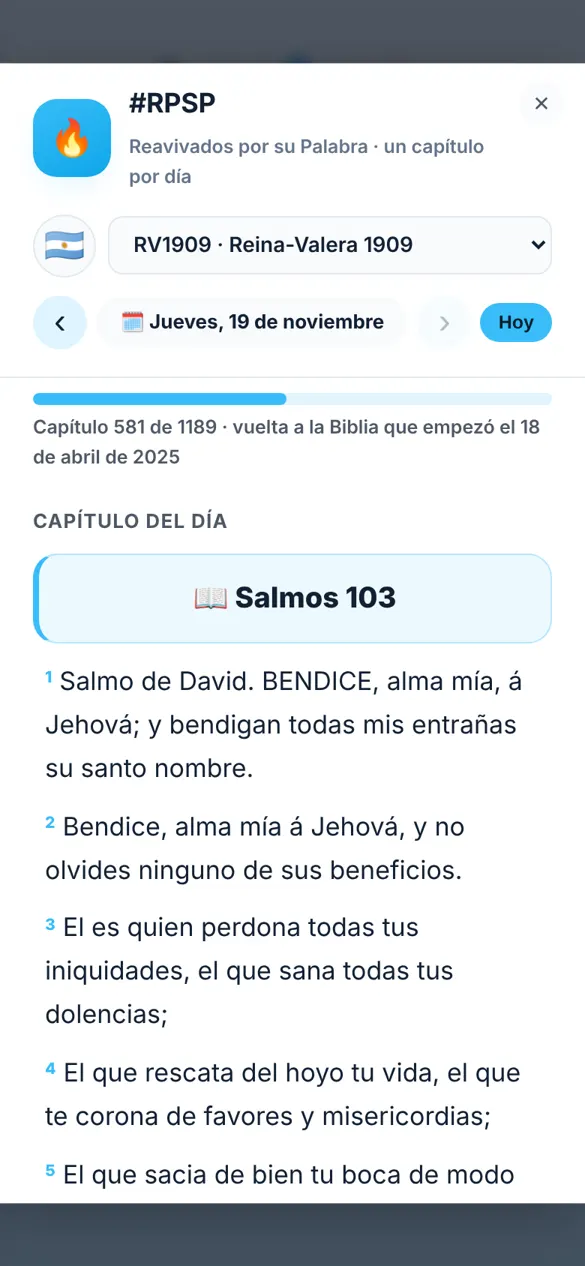 #RPSP
Reavivados por su Palabra · un capítulo
por día
RV1909 · Reina-Valera 1909
Jueves, 19 de noviembre
Hoy
Capítulo 581 de 1189 · vuelta a la Biblia que empezó el 18
de abril de 2025
CAPÍTULO DEL DÍA
Salmos 103
1 Salmo de David. BENDICE, alma mía, á
Jehová; y bendigan todas mis entrañas
su santo nombre.
2 Bendice, alma mía á Jehová, y no
olvides ninguno de sus beneficios.
3 El es quien perdona todas tus
iniquidades, el que sana todas tus
dolencias;
4 El que rescata del hoyo tu vida, el que
te corona de favores y misericordias;
5 El que sacia de bien tu boca de modo